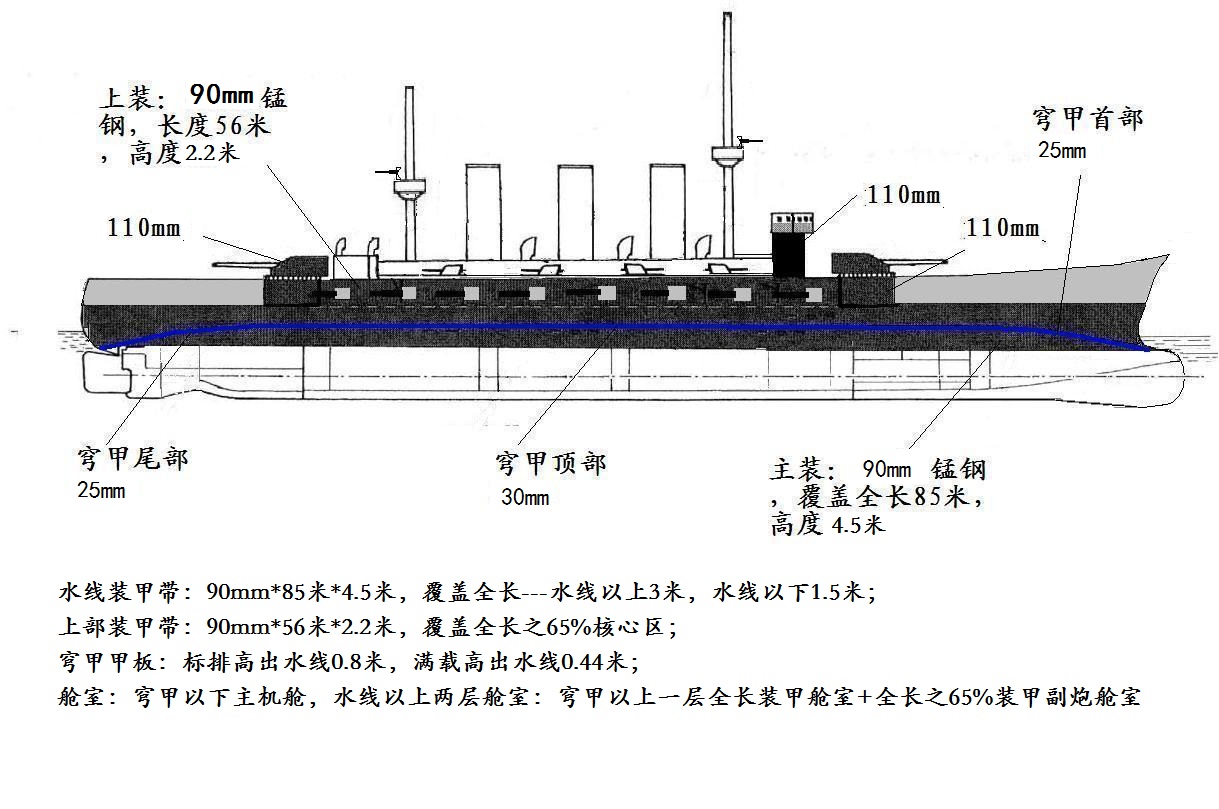 上装： 90mm 锰
钢，长度56米
，高度2.2米
穹甲首部
25mm
110mm
110mm
110mm
穹甲尾部
25mm
穹甲顶部
30mm
主装： 90mm 锰钢
，覆盖全长85米，
高度 4.5米
水线装甲带：90mm*85米*4.5米，覆盖全长---水线以上3米，水线以下1.5米；
上部装甲带：90mm*56米*2.2米，覆盖全长之65%核心区；
穹甲甲板：标排高出水线0.8米，满载高出水线0.44米；
舱室：穹甲以下主机舱，水线以上两层舱室：穹甲以上一层全长装甲舱室+全长之65%装甲副炮舱室